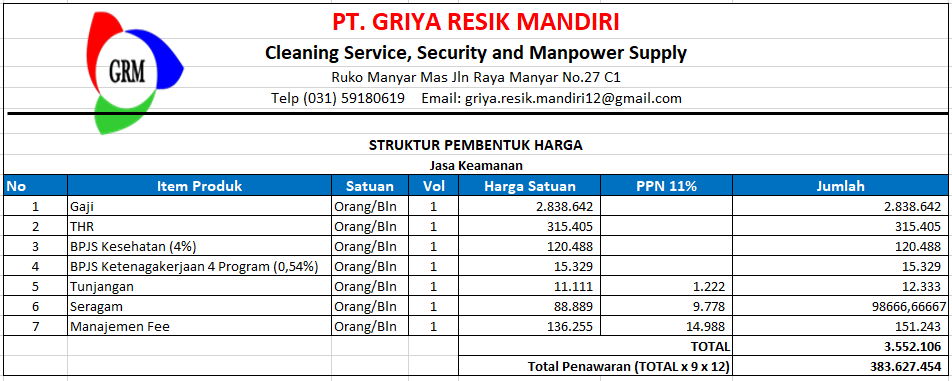 GRM
PT. GRIYA RESIK MANDIRI
Cleaning Service, Security and Manpower Supply
Ruko Manyar Mas Jln Raya Manyar No.27 C1
Telp (031) 59180619 Email: griya.resik.mandiri12@gmail.com
STRUKTUR PEMBENTUK HARGA
Jasa Keamanan
No Item Produk Satuan Vol Harga Satuan PPN 11% Jumlah
1 Gaji Orang/Bln 1 2.838.642 2.838.642
2 THR Orang/Bln 1 315.405 315.405
3 BPJS Kesehatan (4%) Orang/Bln 1 120.488 120.488
4 BPJS Ketenagakerjaan 4 Program (0,54%) Orang/Bln 1 15.329 15.329
5 Tunjangan Orang/Bln 1 11.111 1.222 12.333
6 Seragam Orang/Bln 1 88.889 9.778 98666,66667
7 Manajemen Fee Orang/Bln 1 136.255 14.988 151.243
TOTAL 3.552.106
Total Penawaran (TOTAL x 9 x 12) 383.627.454